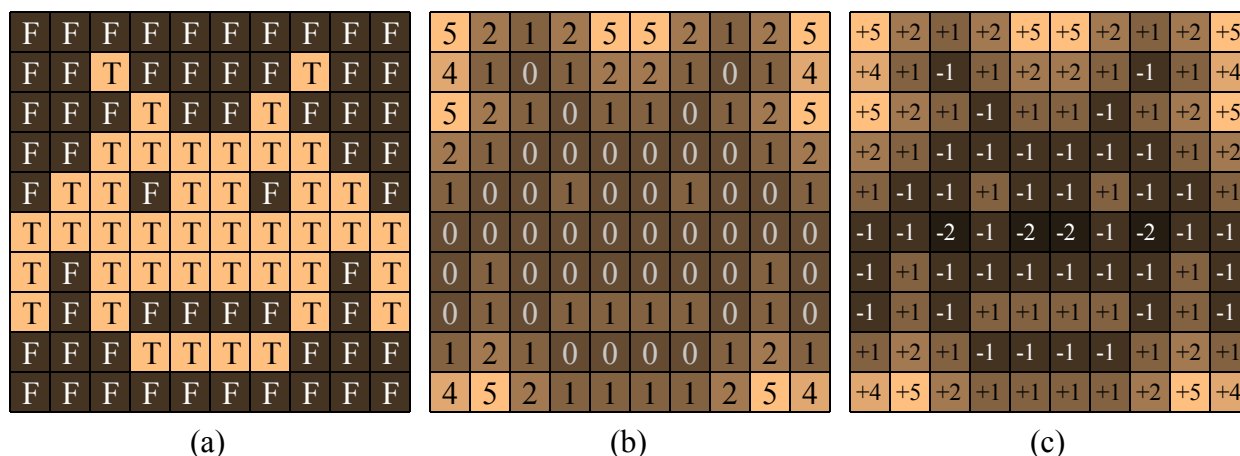 F F F F F F F F F F 5 2 1 2 5 5 2 1 2 5 +5 +2 +1 +2 +5 +5 +2 +1 +2 +5
F F T F F F F T F F 4 1 0 1 2 2 1 0 1 4 +4 +1 -1 +1 +2 +2 +1 -1 +1 +4
F F F T F F T F F F 5 2 1 0 1 1 0 1 2 5 +5 +2 +1 -1 +1 +1 -1 +1 +2 +5
F F T T T T T T F F 2 1 0 0 0 0 0 0 1 2 +2 +1 -1 -1 -1 -1 -1 -1 +1 +2
F T T F T T F T T F 1 0 0 1 0 0 1 0 0 1 +1 -1 -1 +1 -1 -1 +1 -1 -1 +1
T T T T T T T T T T 0 0 0 0 0 0 0 0 0 0 -1 -1 -2 -1 -2 -2 -1 -2 -1 -1
T F T T T T T T F T 0 1 0 0 0 0 0 0 1 0 -1 +1 -1 -1 -1 -1 -1 -1 +1 -1
T F T F F F F T F T 0 1 0 1 1 1 1 0 1 0 -1 +1 -1 +1 +1 +1 +1 -1 +1 -1
F F F T T T T F F F 1 2 1 0 0 0 0 1 2 1 +1 +2 +1 -1 -1 -1 -1 +1 +2 +1
F F F F F F F F F F 4 5 2 1 1 1 1 2 5 4 +4 +5 +2 +1 +1 +1 +1 +2 +5 +4
(a) (b) (c)